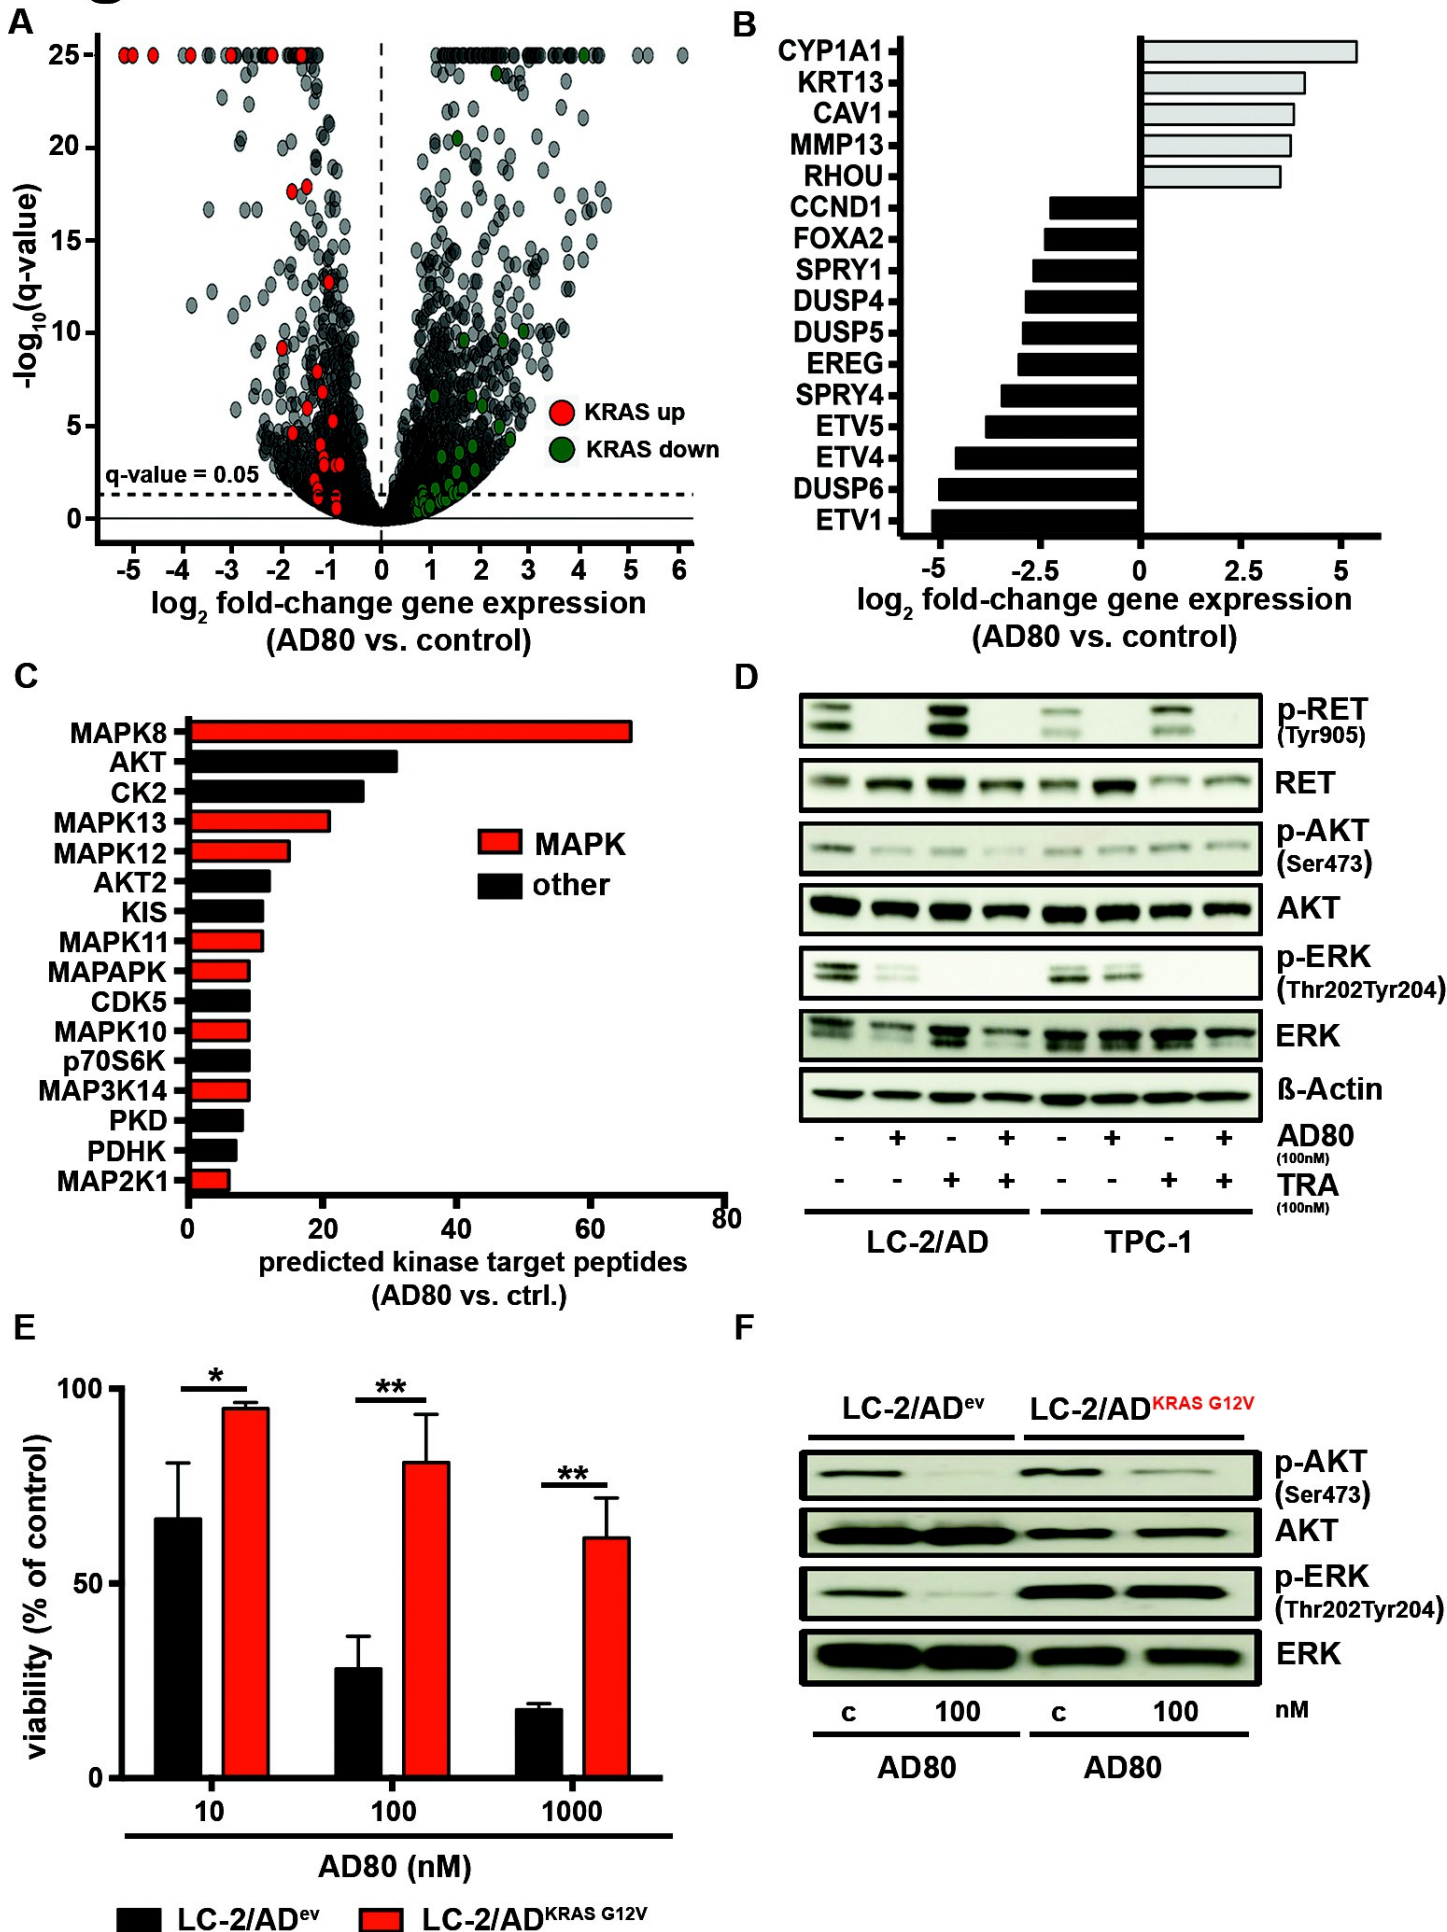 A
25
20
15
10
5
0
-log10(q-value)
KRAS up
KRAS down
q-value = 0.05
-5 -4 -3 -2 -1 0 1 2 3 4 5 6
log2 fold-change gene expression
(AD80 vs. control)
B
CYP1A1
KRT13
CAV1
MMP13
RHOU
CCND1
FOXA2
SPRY1
DUSP4
DUSP5
EREG
SPRY4
ETV5
ETV4
DUSP6
ETV1
-5 -2.5 0 2.5 5
log2 fold-change gene expression
(AD80 vs. control)
C
MAPK8
AKT
CK2
MAPK13
MAPK12
AKT2
KIS
MAPK11
MAPAPK
CDK5
MAPK10
p70S6K
MAP3K14
PKD
PDHK
MAP2K1
MAPK
other
0 20 40 60 80
predicted kinase target peptides
(AD80 vs. ctrl.)
D
p-RET
(Tyr905)
RET
p-AKT
(Ser473)
AKT
p-ERK
(Thr202Tyr204)
ERK
ß-Actin
- + - + - + - + AD80
(100nM)
- - + + - - + + TRA
(100nM)
LC-2/AD TPC-1
E
100
50
0
viability (% of control)
* ** **
10 100 1000
AD80 (nM)
LC-2/ADev LC-2/ADKRAS G12V
F
LC-2/ADev LC-2/ADKRAS G12V
p-AKT
(Ser473)
AKT
p-ERK
(Thr202Tyr204)
ERK
c 100 c 100 nM
AD80 AD80